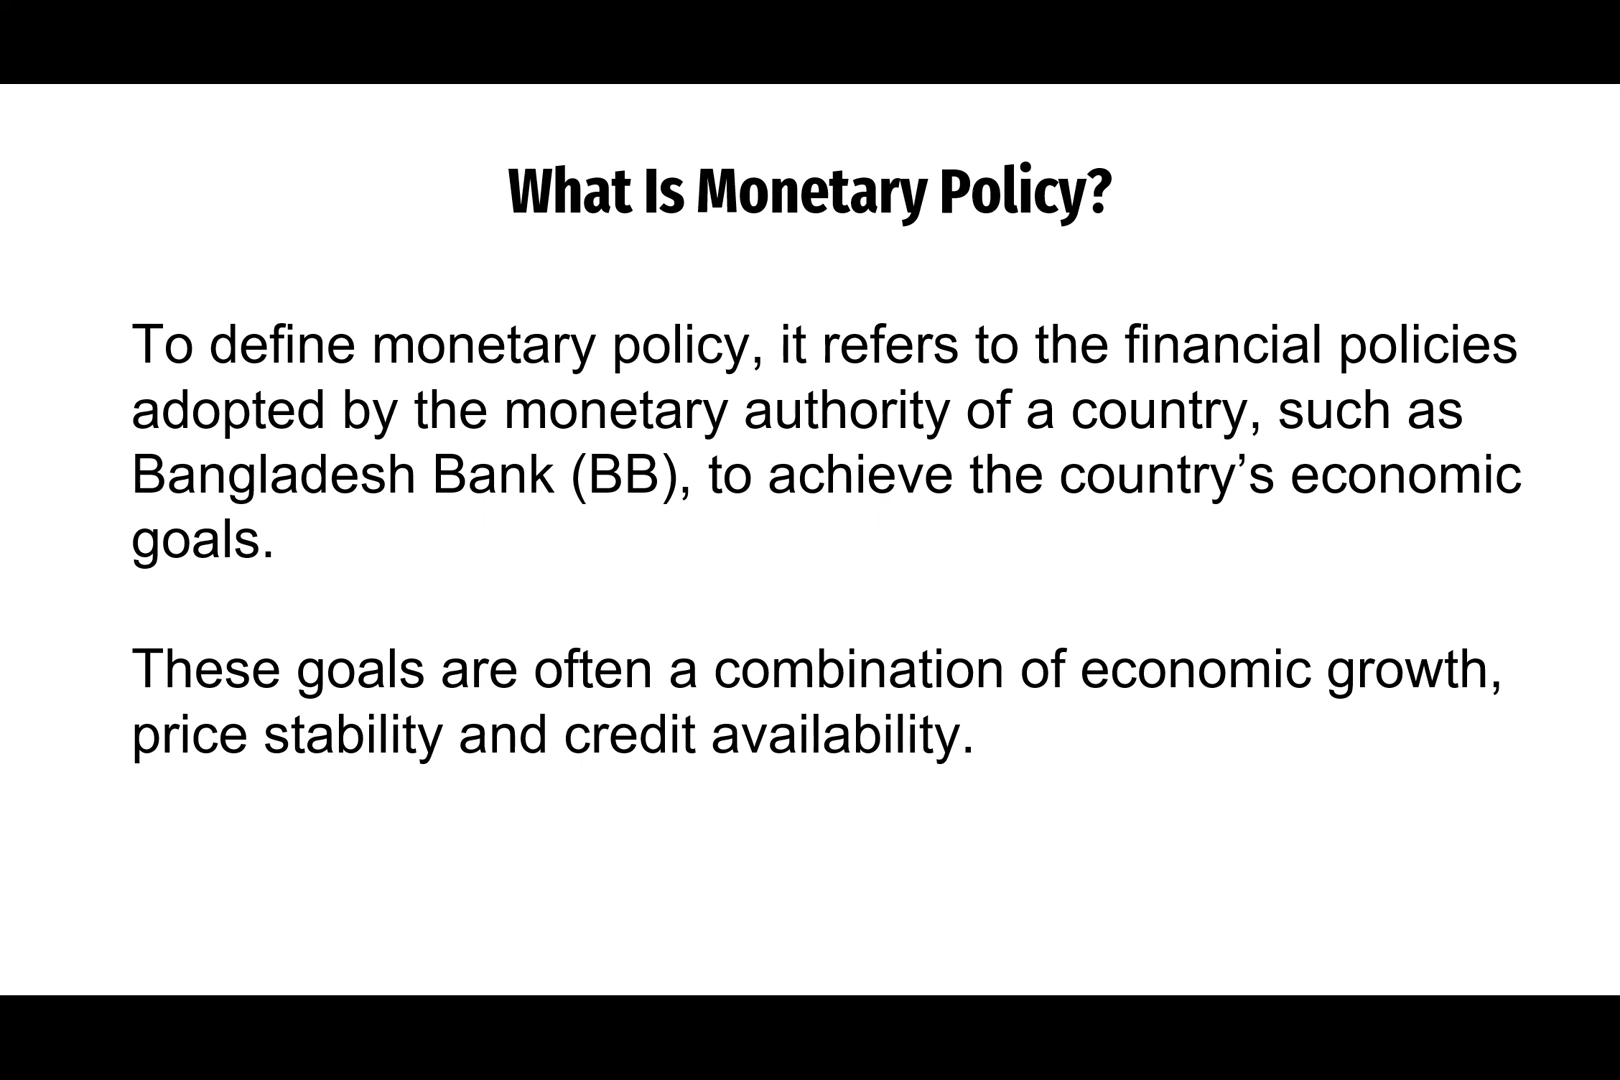 What Is Monetary Policy?
To define monetary policy, it refers to the financial policies
adopted by the monetary authority of a country, such as
Bangladesh Bank (BB), to achieve the country’s economic
goals.
These goals are often a combination of economic growth,
price stability and credit availability.